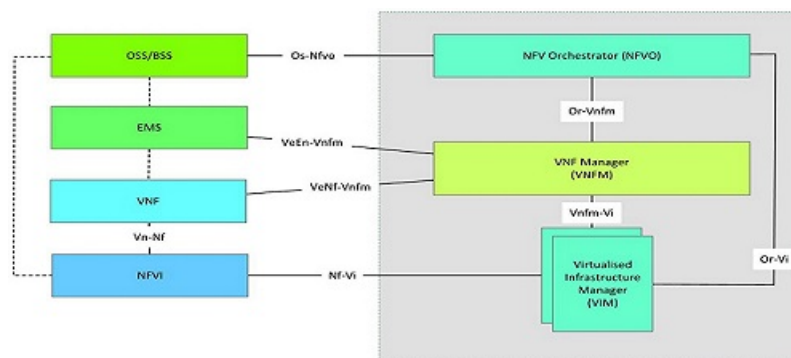 OSS/BSS
Os-Nfvo
NFV Orchestrator (NFVO)
Or-Vnfm
EMS
VeEn-Vnfm
VNF Manager
(VNFM)
VeNf-Vnfm
VNF
Vnfm-Vi
Vn-Nf
Or-Vi
NFVI
Nf-Vi
Virtualised
Infrastructure
Manager
(VIM)